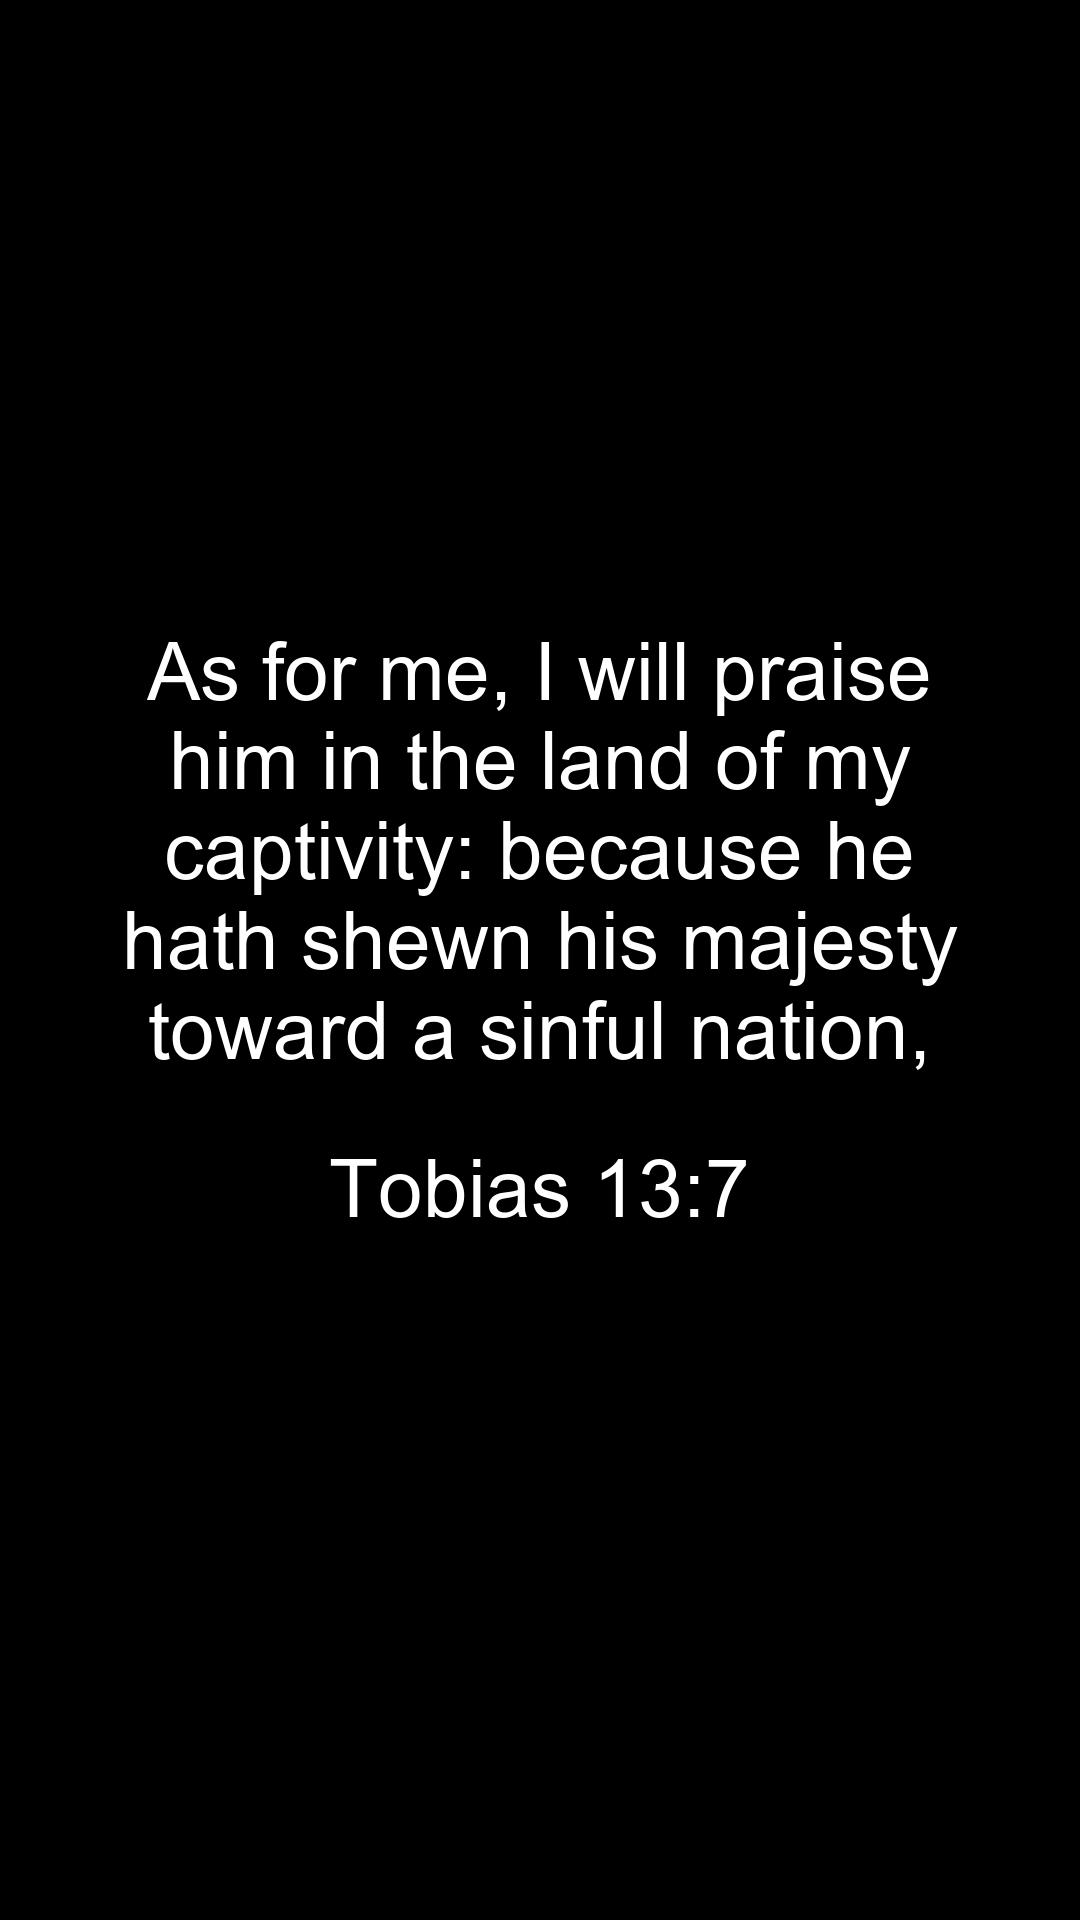 As for me, I will praise
him in the land of my
captivity: because he
hath shewn his majesty
toward a sinful nation,
Tobias 13:7